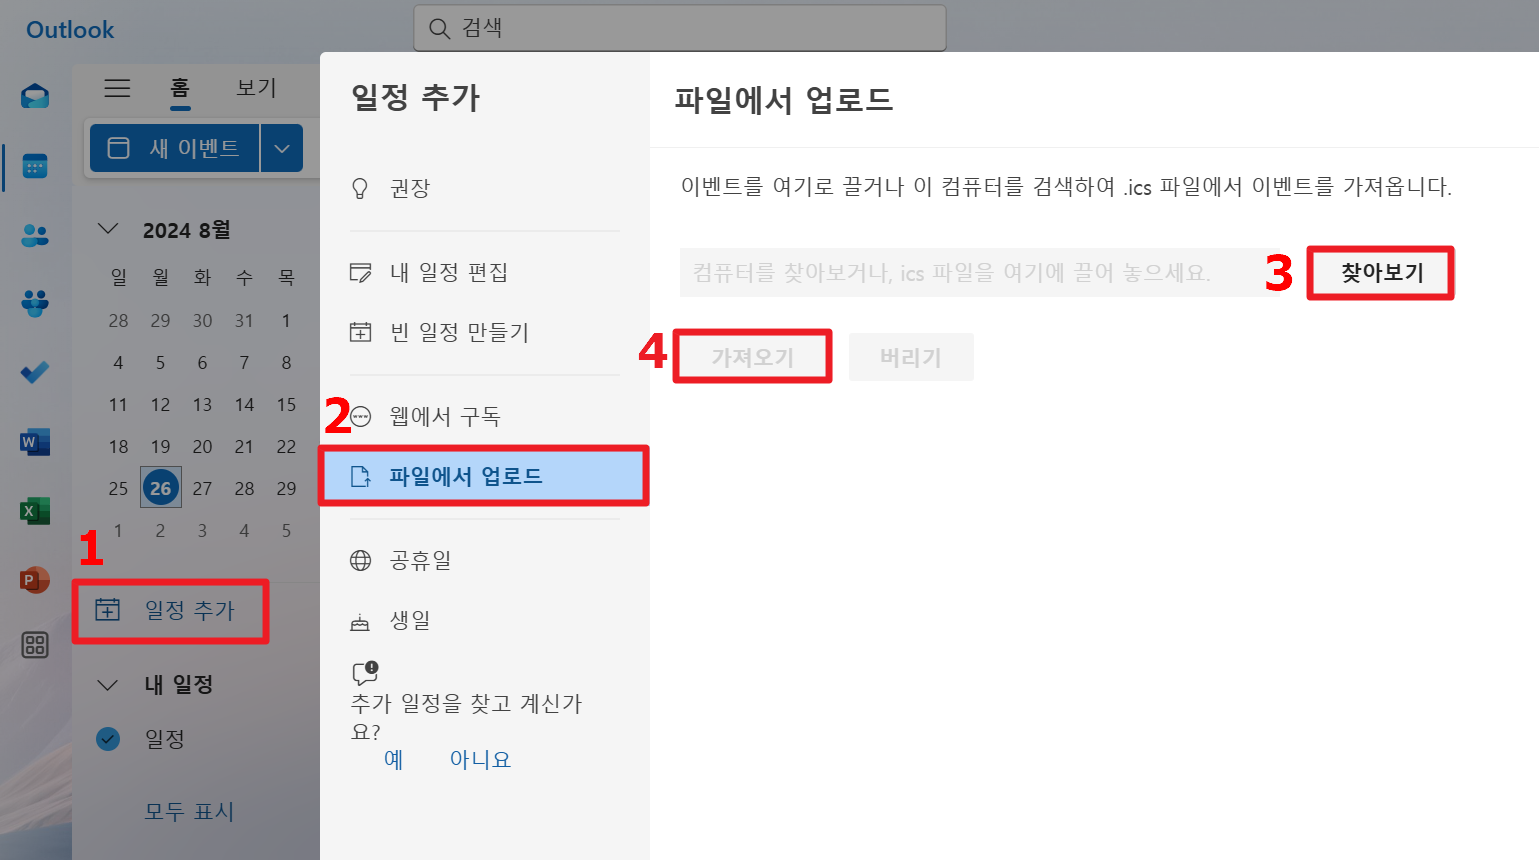 Outlook
검색
홈 보기
새 이벤트
2024 8월
일 월 화 수 목
28 29 30 31 1
4 5 6 7 8
11 12 13 14 15
18 19 20 21 22
25 26 27 28 29
1 2 3 4 5
1
일정 추가
내 일정
일정
모두 표시
일정 추가
권장
내 일정 편집
빈 일정 만들기
2
www
웹에서 구독
파일에서 업로드
공휴일
생일
추가 일정을 찾고 계신가
요?
예 아니요
파일에서 업로드
이벤트를 여기로 끌거나 이 컴퓨터를 검색하여 .ics 파일에서 이벤트를 가져옵니다.
컴퓨터를 찾아보거나, ics 파일을 여기에 끌어 놓으세요.
3 찾아보기
4 가져오기 버리기
W
X
P